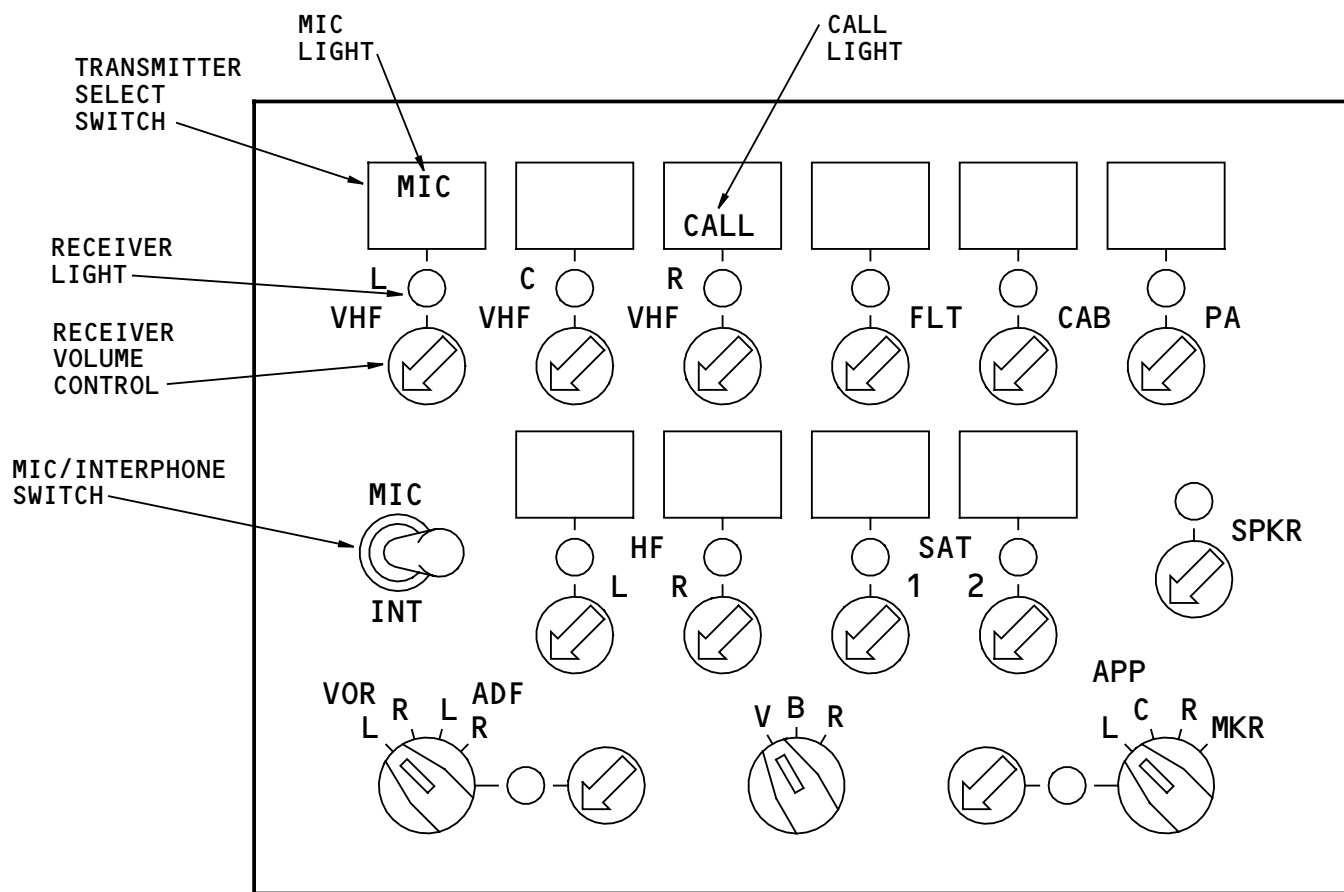 MIC
LIGHT
CALL
LIGHT
TRANSMITTER
SELECT
SWITCH
MIC
CALL
RECEIVER
LIGHT
L
C
R
VHF
VHF
VHF
FLT
CAB
PA
RECEIVER
VOLUME
CONTROL
MIC/INTERPHONE
SWITCH
MIC
INT
HF
L
R
SAT
1
2
SPKR
VOR
L
R
ADF
L
R
V
B
R
APP
L
C
R
MKR